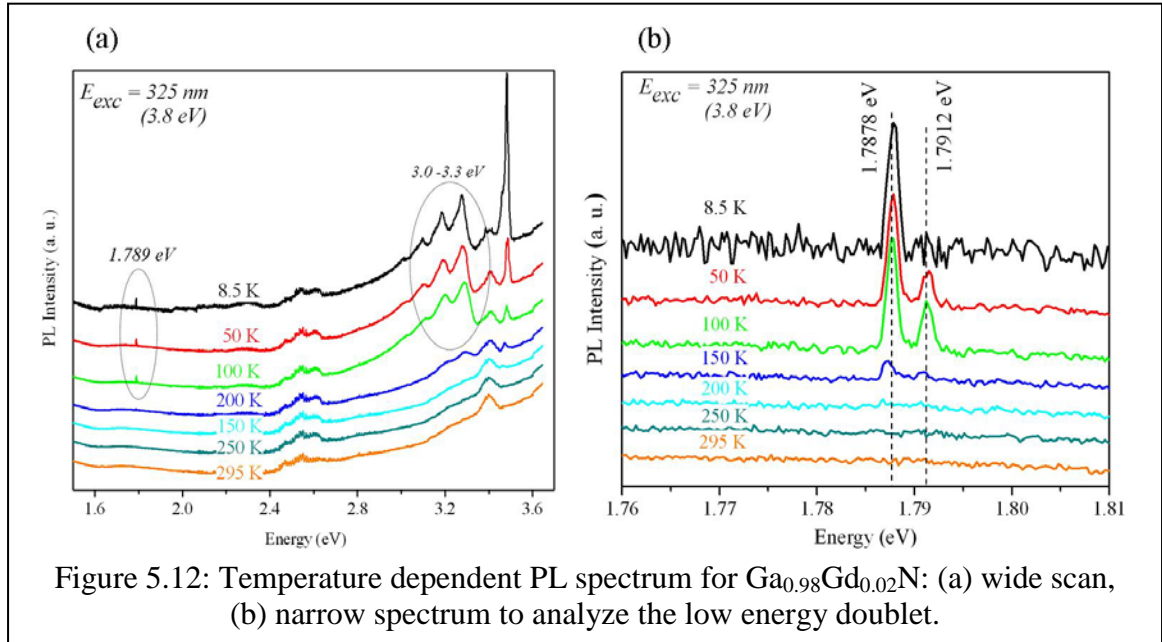 (a)
E_exc = 325 nm
(3.8 eV)
3.0 -3.3 eV
1.789 eV
8.5 K
50 K
100 K
200 K
150 K
250 K
295 K
PL Intensity (a. u.)
1.6 2.0 2.4 2.8 3.2 3.6
Energy (eV)
(b)
E_exc = 325 nm
(3.8 eV)
1.7878 eV
1.7912 eV
8.5 K
50 K
100 K
150 K
200 K
250 K
295 K
PL Intensity (a. u.)
1.76 1.77 1.78 1.79 1.80 1.81
Energy (eV)
Figure 5.12: Temperature dependent PL spectrum for Ga₀.₉₈Gd₀.₀₂N: (a) wide scan,
(b) narrow spectrum to analyze the low energy doublet.